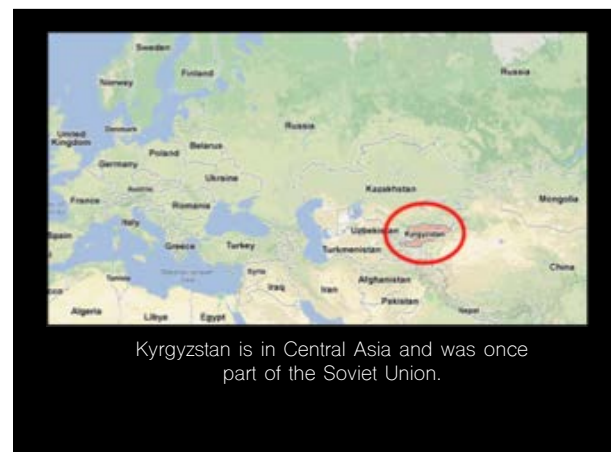 Sweden
Norway
Finland
Russia
United
Kingdom
Denmark
Russia
Belarus
Poland
Germany
Ukraine
Austria
France
Romania
Kazakhstan
Mongolia
Italy
Spain
Uzbekistan
Kyrgyzstan
Greece
Turkey
Turkmenistan
China
Tunisia
Syria
Iraq
Iran
Afghanistan
Pakistan
Algeria
Libya
Egypt
Nepal
Kyrgyzstan is in Central Asia and was once
part of the Soviet Union.